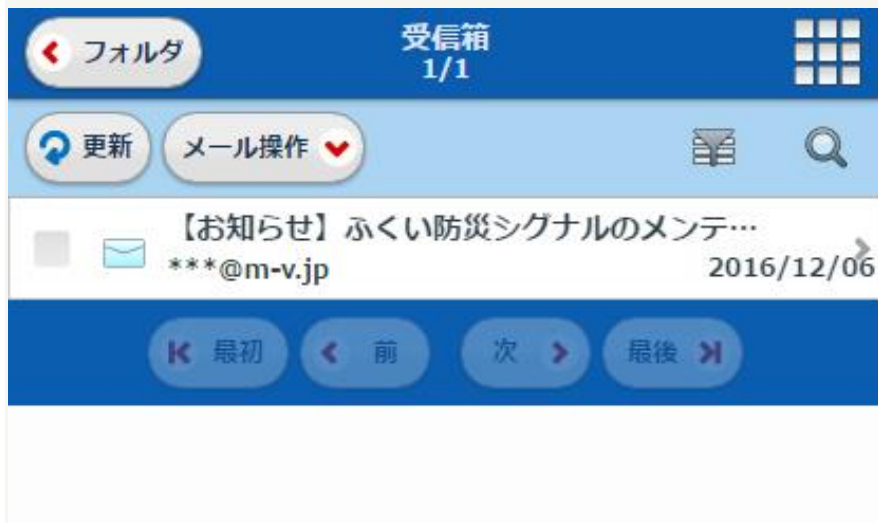 フォルダ
受信箱
1/1
更新
メール操作
【お知らせ】ふくい防災シグナルのメンテ…
***@m-v.jp
2016/12/06
最初
前
次
最後